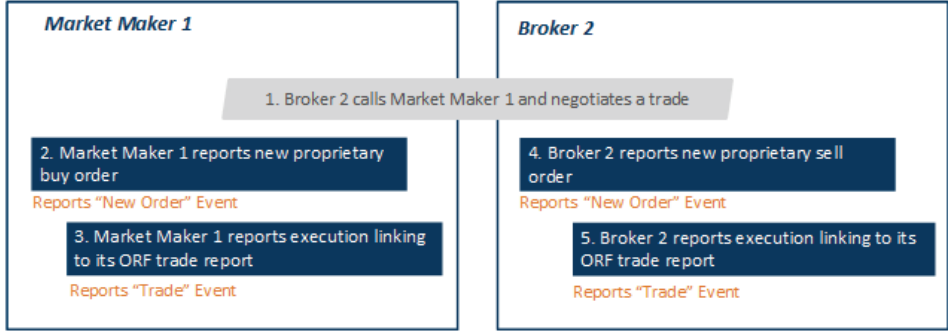 Market Maker 1
Broker 2
1. Broker 2 calls Market Maker 1 and negotiates a trade
2. Market Maker 1 reports new proprietary
buy order
Reports “New Order” Event
3. Market Maker 1 reports execution linking
to its ORF trade report
Reports “Trade” Event
4. Broker 2 reports new proprietary sell
order
Reports “New Order” Event
5. Broker 2 reports execution linking to its
ORF trade report
Reports “Trade” Event